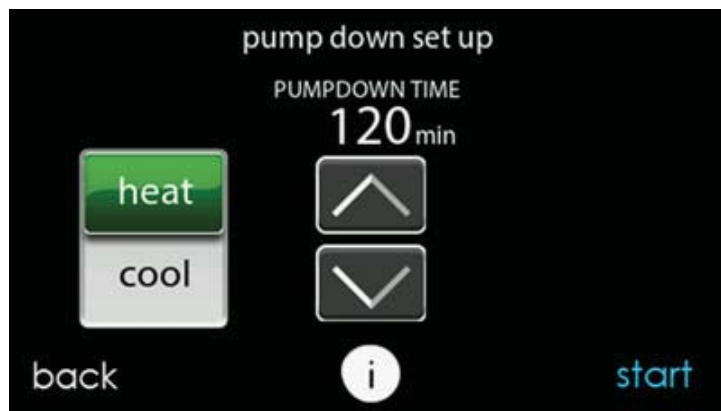 pump down set up
PUMPDOWN TIME
120 min
heat
cool
back
i
start